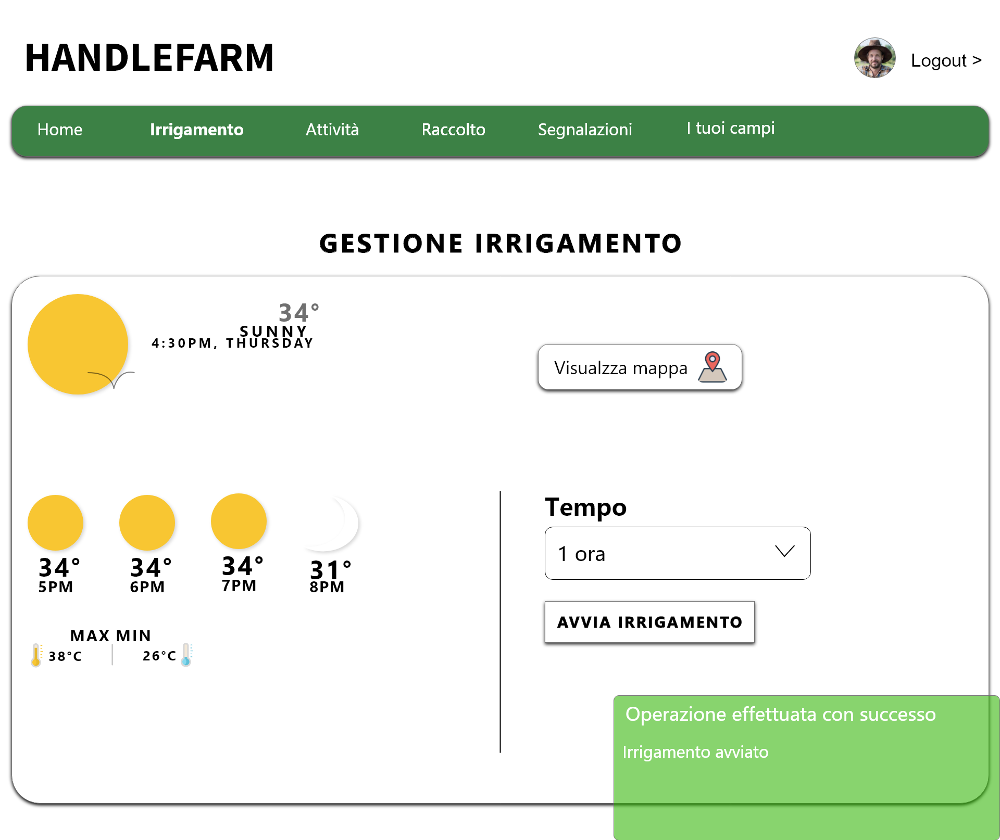 HANDLEFARM
Logout >
Home Irrigamento Attività Raccolto Segnalazioni I tuoi campi
GESTIONE IRRIGAMENTO
34°
SUNNY
4:30PM, THURSDAY
Visualzza mappa
34° 34° 34° 31°
5PM 6PM 7PM 8PM
MAX MIN
38°C 26°C
Tempo
1 ora
AVVIA IRRIGAMENTO
Operazione effettuata con successo
Irrigamento avviato